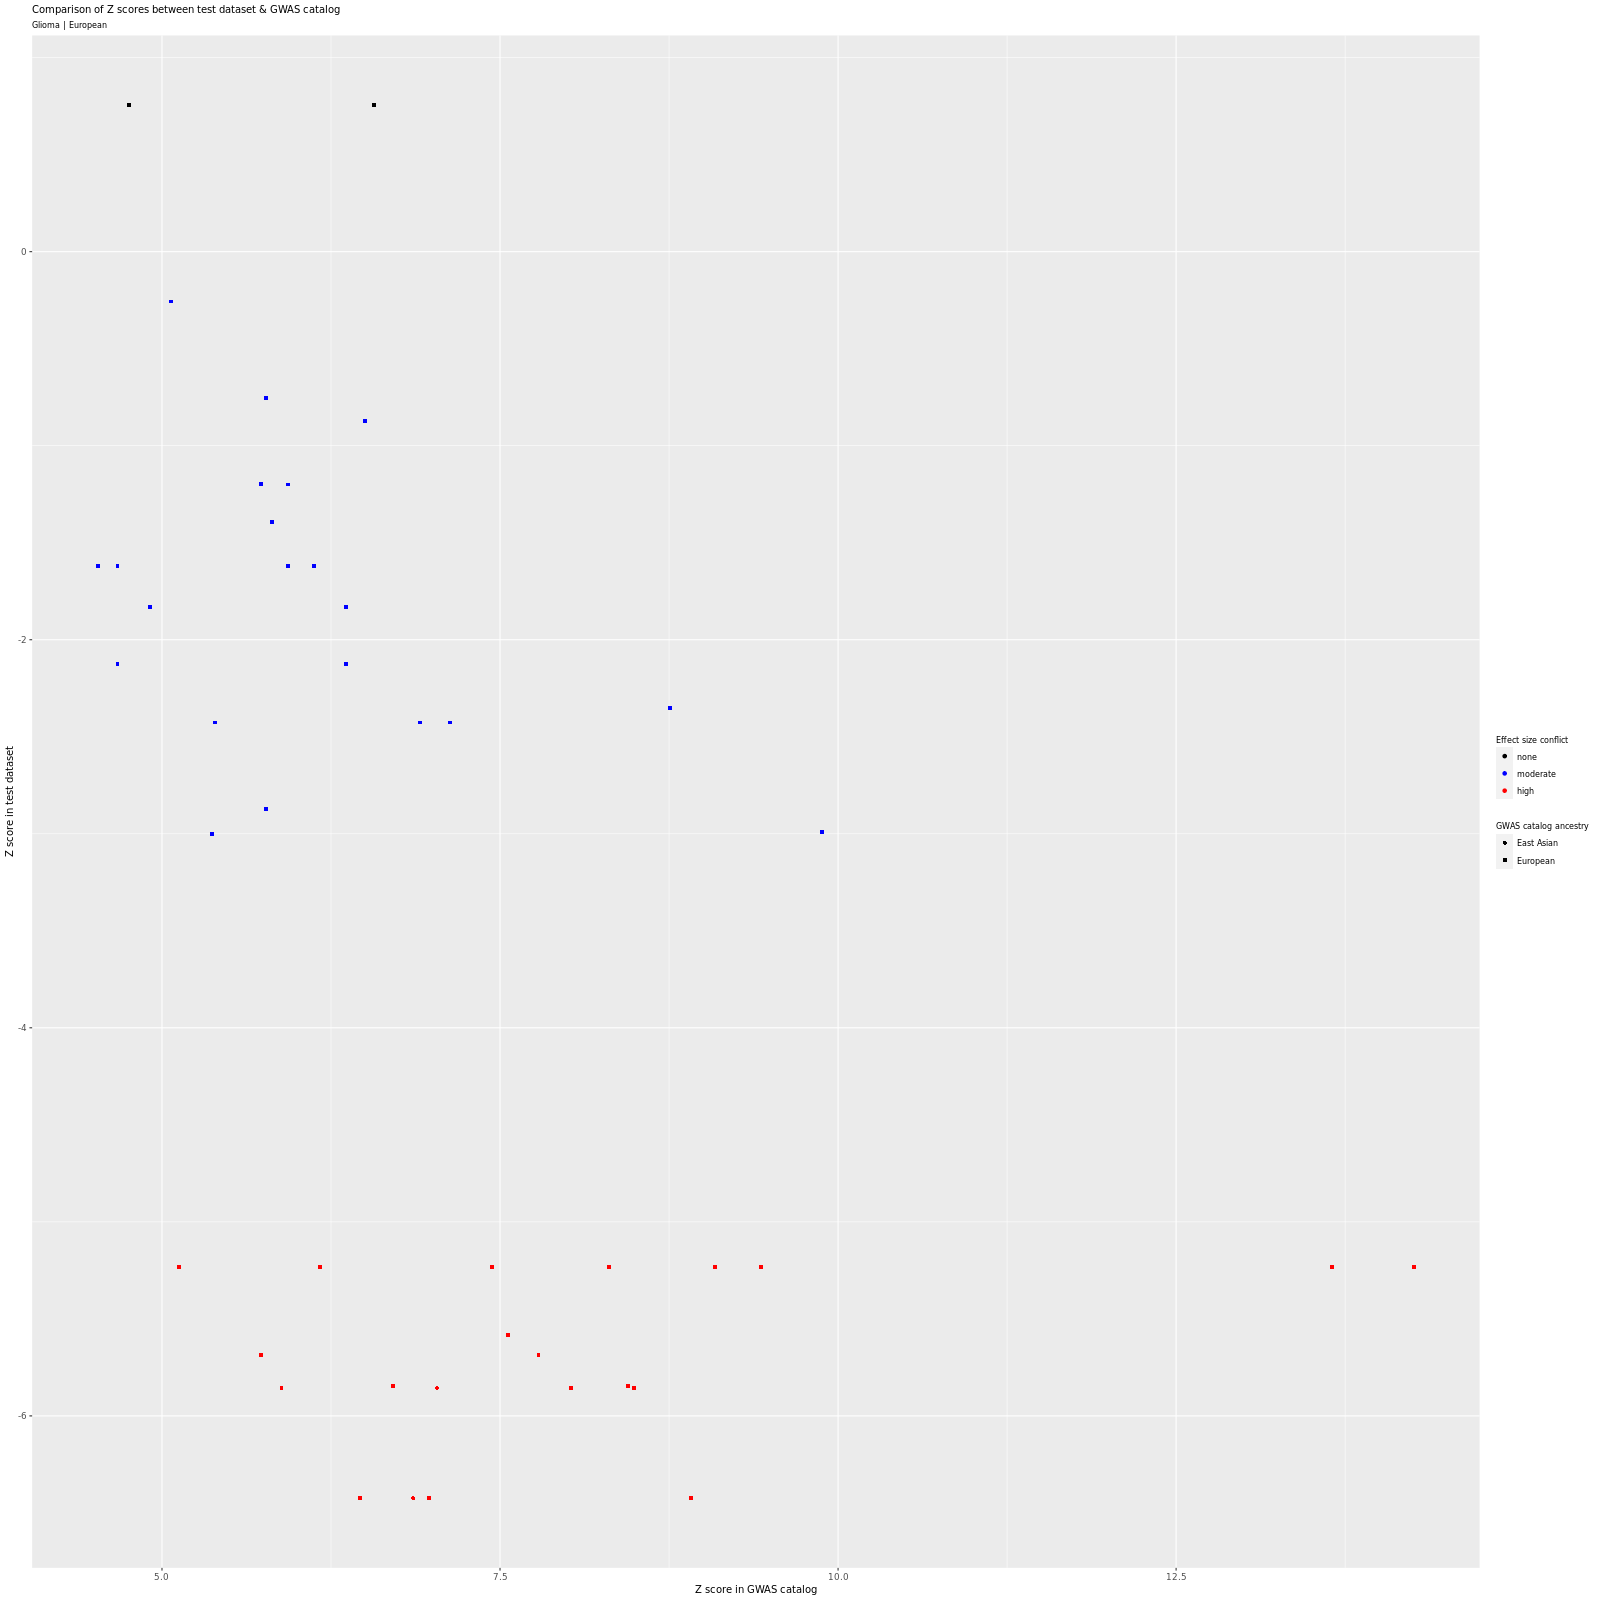 Comparison of Z scores between test dataset & GWAS catalog
Glioma | European
0
-2
-4
-6
Z score in test dataset
5.0
7.5
10.0
12.5
Z score in GWAS catalog
Effect size conflict
none
moderate
high
GWAS catalog ancestry
East Asian
European